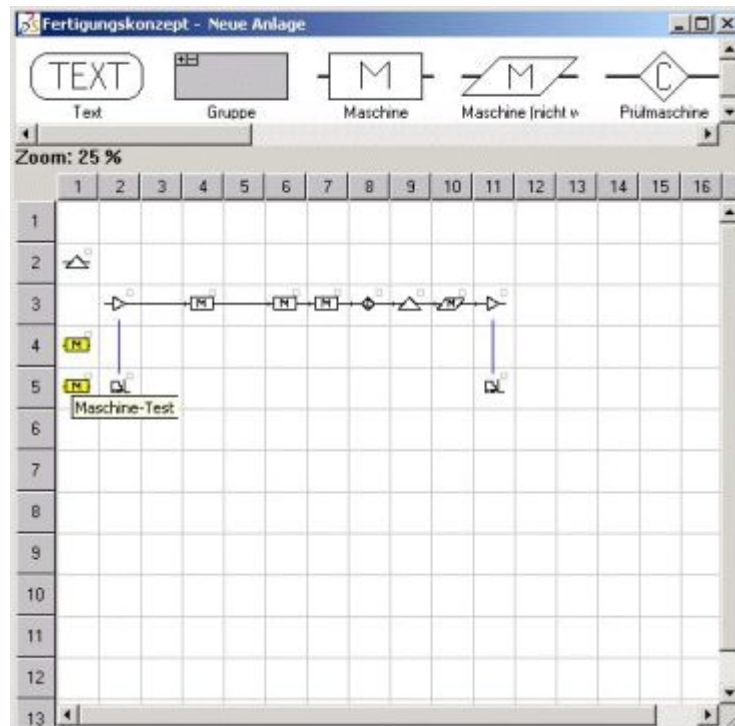 Fertigungskonzept - Neue Anlage
TEXT M M C
Text Gruppe Maschine Maschine (nicht w Prüfmaschine
Zoom: 25 %
1 2 3 4 5 6 7 8 9 10 11 12 13 14 15 16
1
2
3 M M M M
4 M
5 M
Maschine-Test
6
7
8
9
10
11
12
13